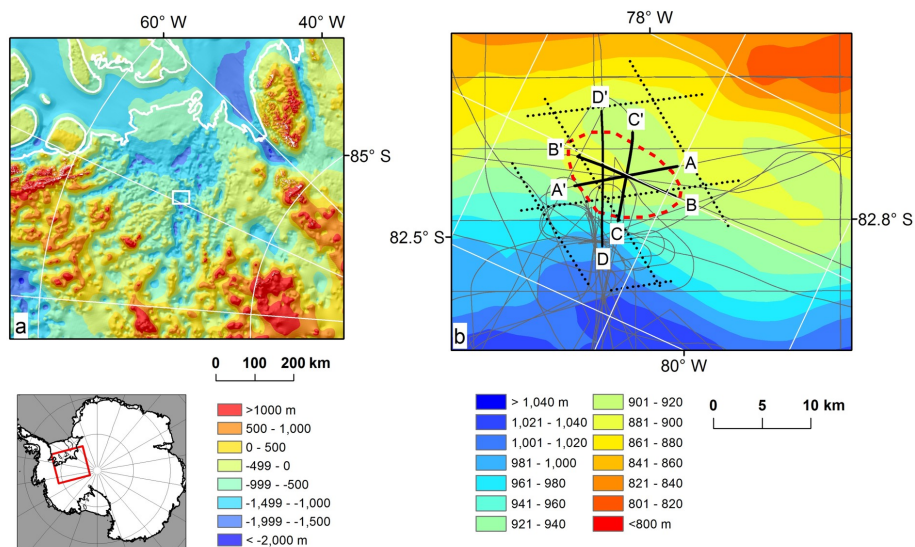 60° W
40° W
85° S
a
78° W
D'
C'
B'
A
A'
B
C
D
82.5° S
82.8° S
b
80° W
0 100 200 km
>1000 m
500 - 1,000
0 - 500
-499 - 0
-999 - -500
-1,499 - -1,000
-1,999 - -1,500
< -2,000 m
> 1,040 m
1,021 - 1,040
1,001 - 1,020
981 - 1,000
961 - 980
941 - 960
921 - 940
901 - 920
881 - 900
861 - 880
841 - 860
821 - 840
801 - 820
<800 m
0 5 10 km